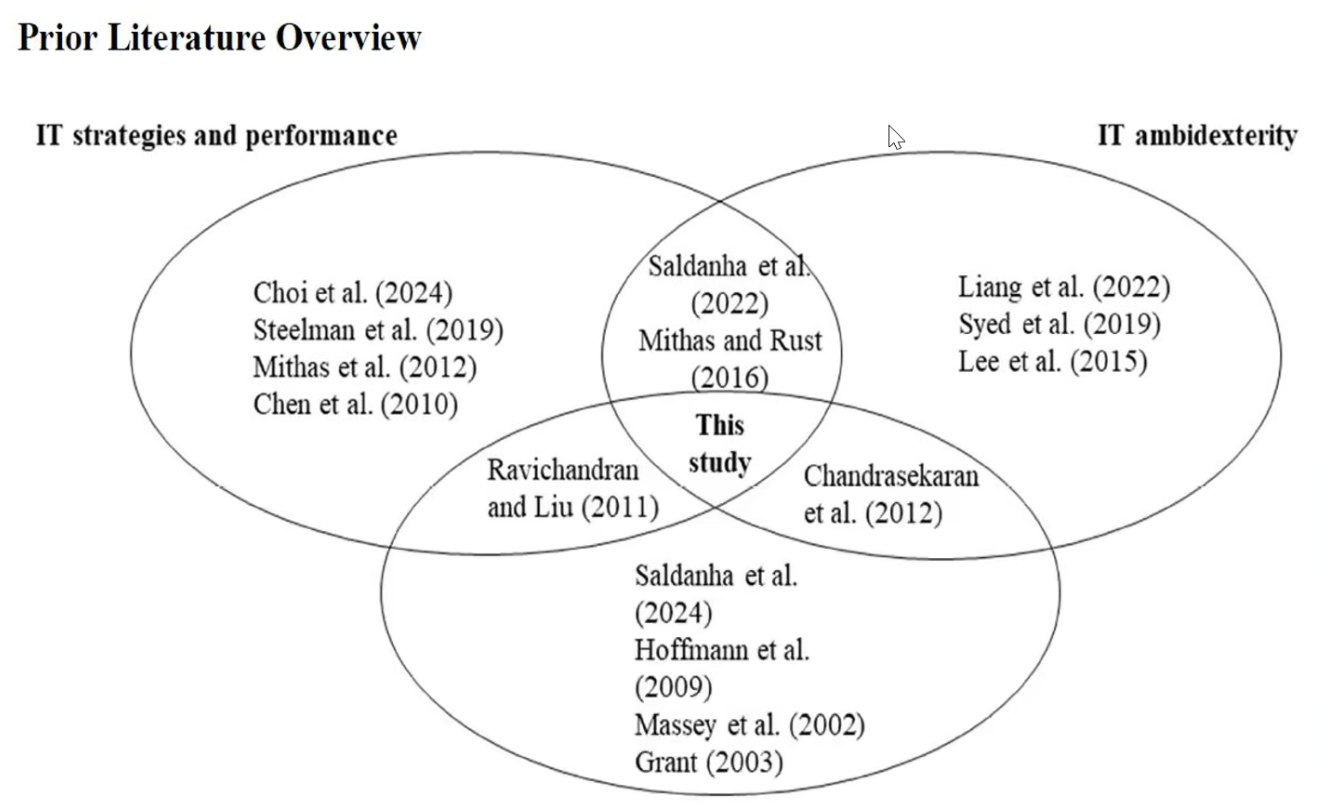 Prior Literature Overview
IT strategies and performance
IT ambidexterity
Choi et al. (2024)
Steelman et al. (2019)
Mithas et al. (2012)
Chen et al. (2010)
Saldanha et al.
(2022)
Mithas and Rust
(2016)
Liang et al. (2022)
Syed et al. (2019)
Lee et al. (2015)
This
study
Ravichandran
and Liu (2011)
Chandrasekaran
et al. (2012)
Saldanha et al.
(2024)
Hoffmann et al.
(2009)
Massey et al. (2002)
Grant (2003)